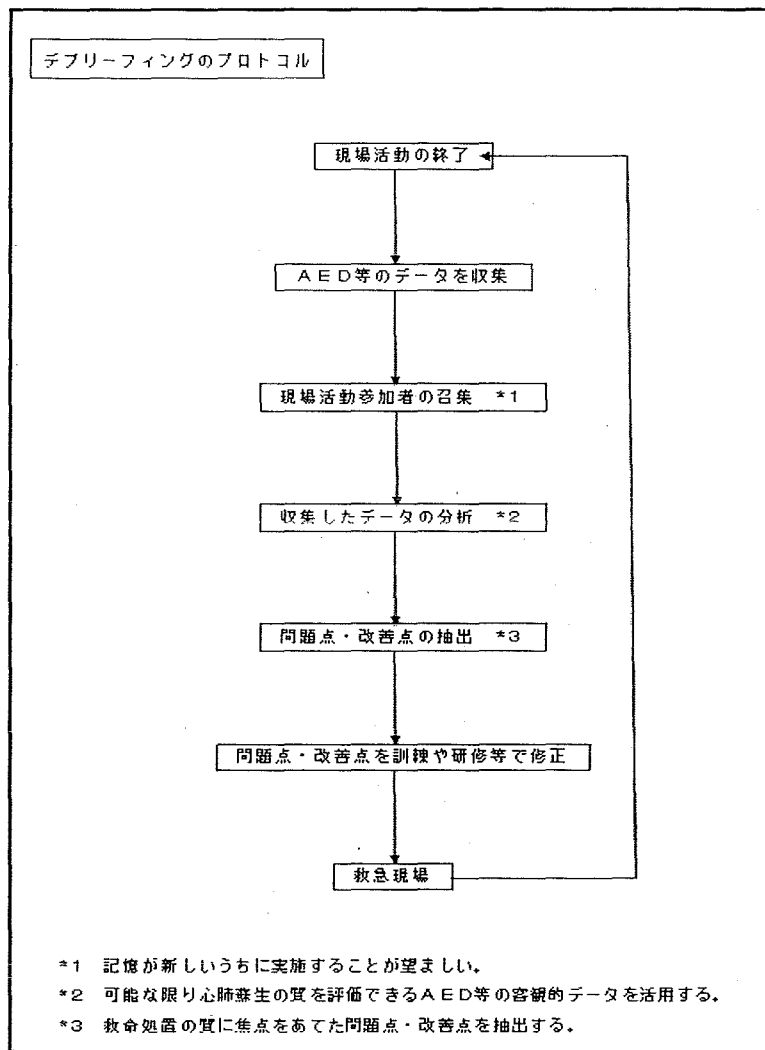 デブリーフィングのプロトコル
現場活動の終了
ＡＥＤ等のデータを収集
現場活動参加者の召集　*1
収集したデータの分析　*2
問題点・改善点の抽出　*3
問題点・改善点を訓練や研修等で修正
救急現場
*1　記憶が新しいうちに実施することが望ましい。
*2　可能な限り心肺蘇生の質を評価できるＡＥＤ等の客観的データを活用する。
*3　救命処置の質に焦点をあてた問題点・改善点を抽出する。